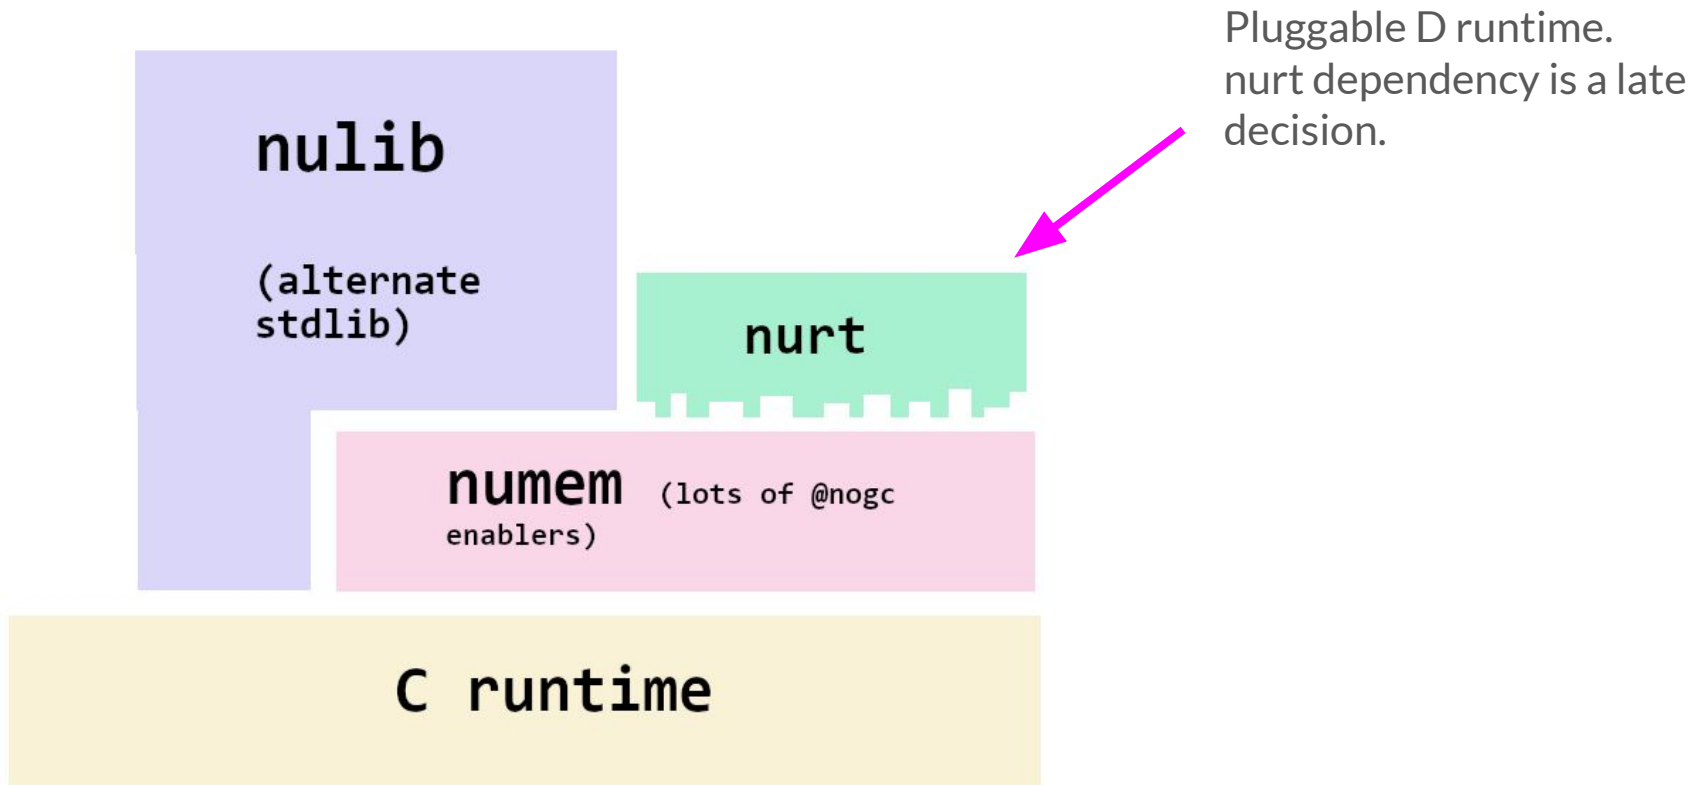 Pluggable D runtime.
nurt dependency is a late
decision.
nulib
(alternate
stdlib)
nurt
numem (lots of @nogc
enablers)
C runtime